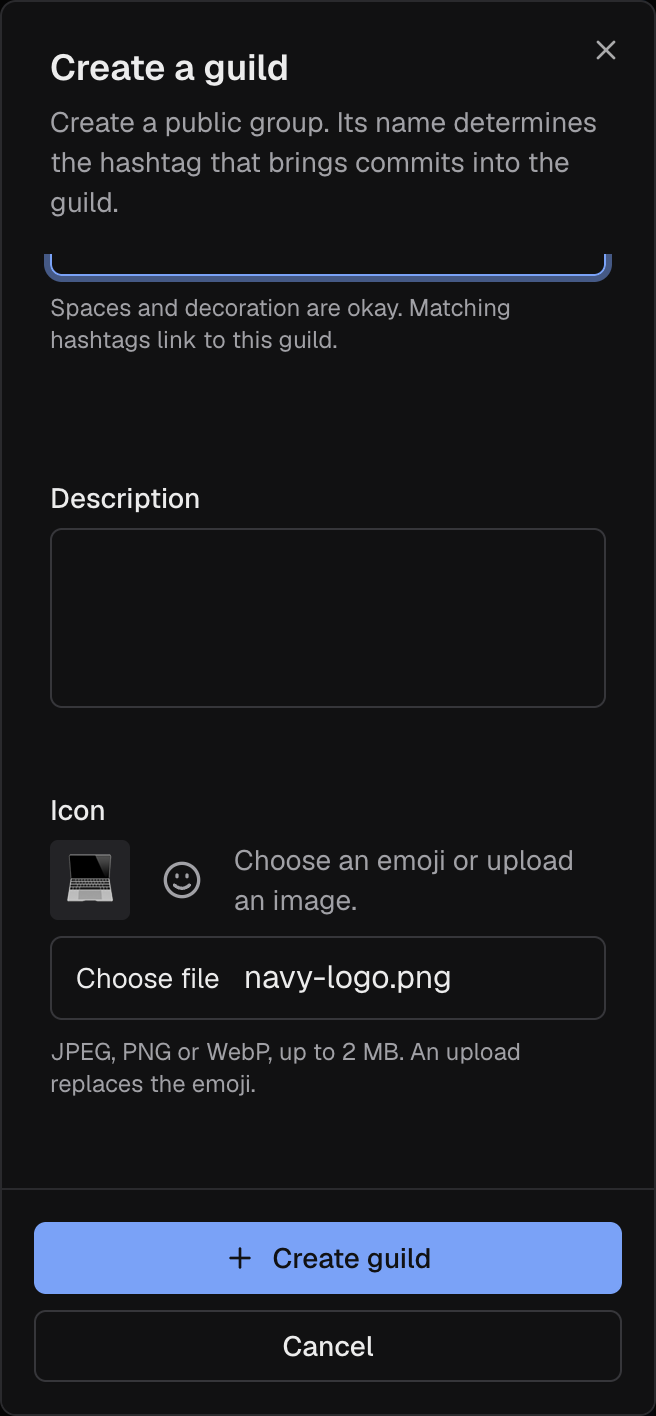 Create a guild
Create a public group. Its name determines
the hashtag that brings commits into the
guild.
Spaces and decoration are okay. Matching
hashtags link to this guild.
Description
Icon
Choose an emoji or upload
an image.
Choose file navy-logo.png
JPEG, PNG or WebP, up to 2 MB. An upload
replaces the emoji.
Create guild
Cancel